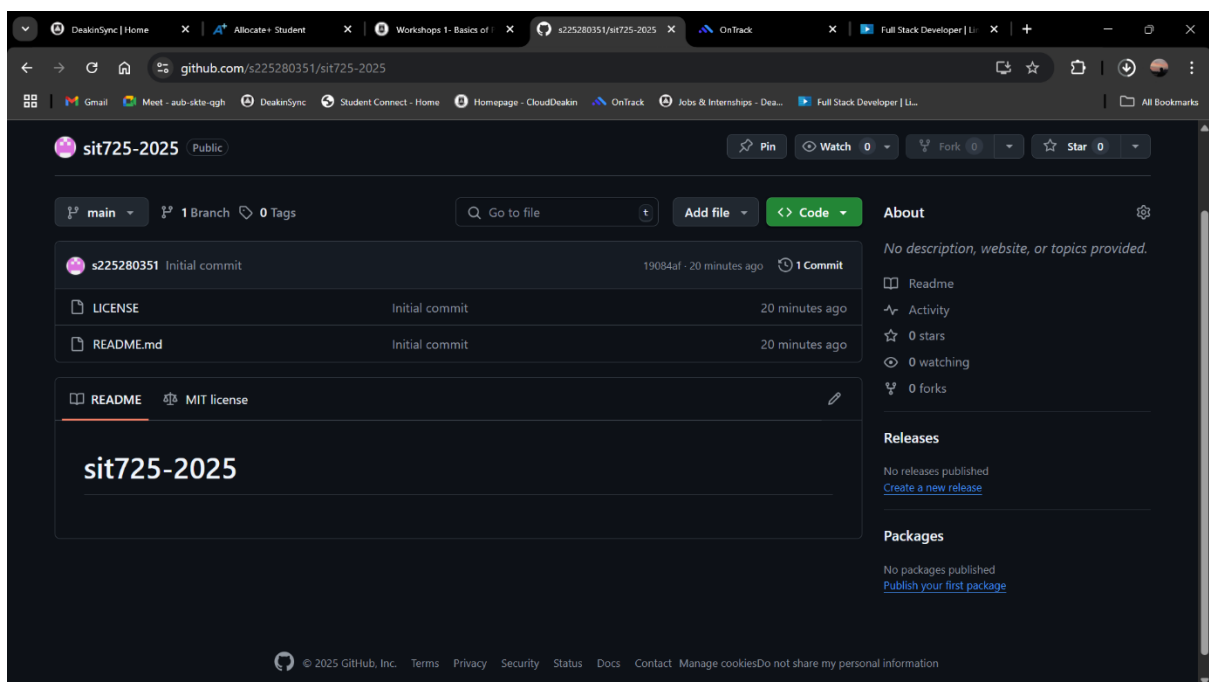 DeakinSync | Home
Allocate+ Student
Workshops 1- Basics of
s225280351/sit725-2025
OnTrack
Full Stack Developer | Li
github.com/s225280351/sit725-2025
Gmail
Meet - aub-skte-qgh
DeakinSync
Student Connect - Home
Homepage - CloudDeakin
OnTrack
Jobs & Internships - Dea...
Full Stack Developer | Li...
All Bookmarks
sit725-2025 Public
Pin
Watch 0
Fork 0
Star 0
main
1 Branch
0 Tags
Go to file t
Add file
Code
s225280351 Initial commit
19084af · 20 minutes ago
1 Commit
LICENSE Initial commit 20 minutes ago
README.md Initial commit 20 minutes ago
README
MIT license
sit725-2025
About
No description, website, or topics provided.
Readme
Activity
0 stars
0 watching
0 forks
Releases
No releases published
Create a new release
Packages
No packages published
Publish your first package
© 2025 GitHub, Inc. Terms Privacy Security Status Docs Contact Manage cookiesDo not share my personal information